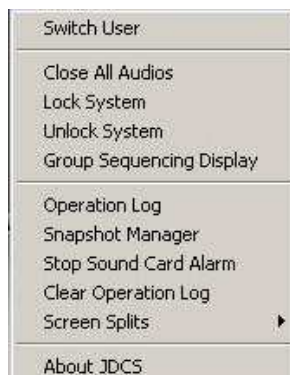 Switch User
Close All Audios
Lock System
Unlock System
Group Sequencing Display
Operation Log
Snapshot Manager
Stop Sound Card Alarm
Clear Operation Log
Screen Splits
About JDCS